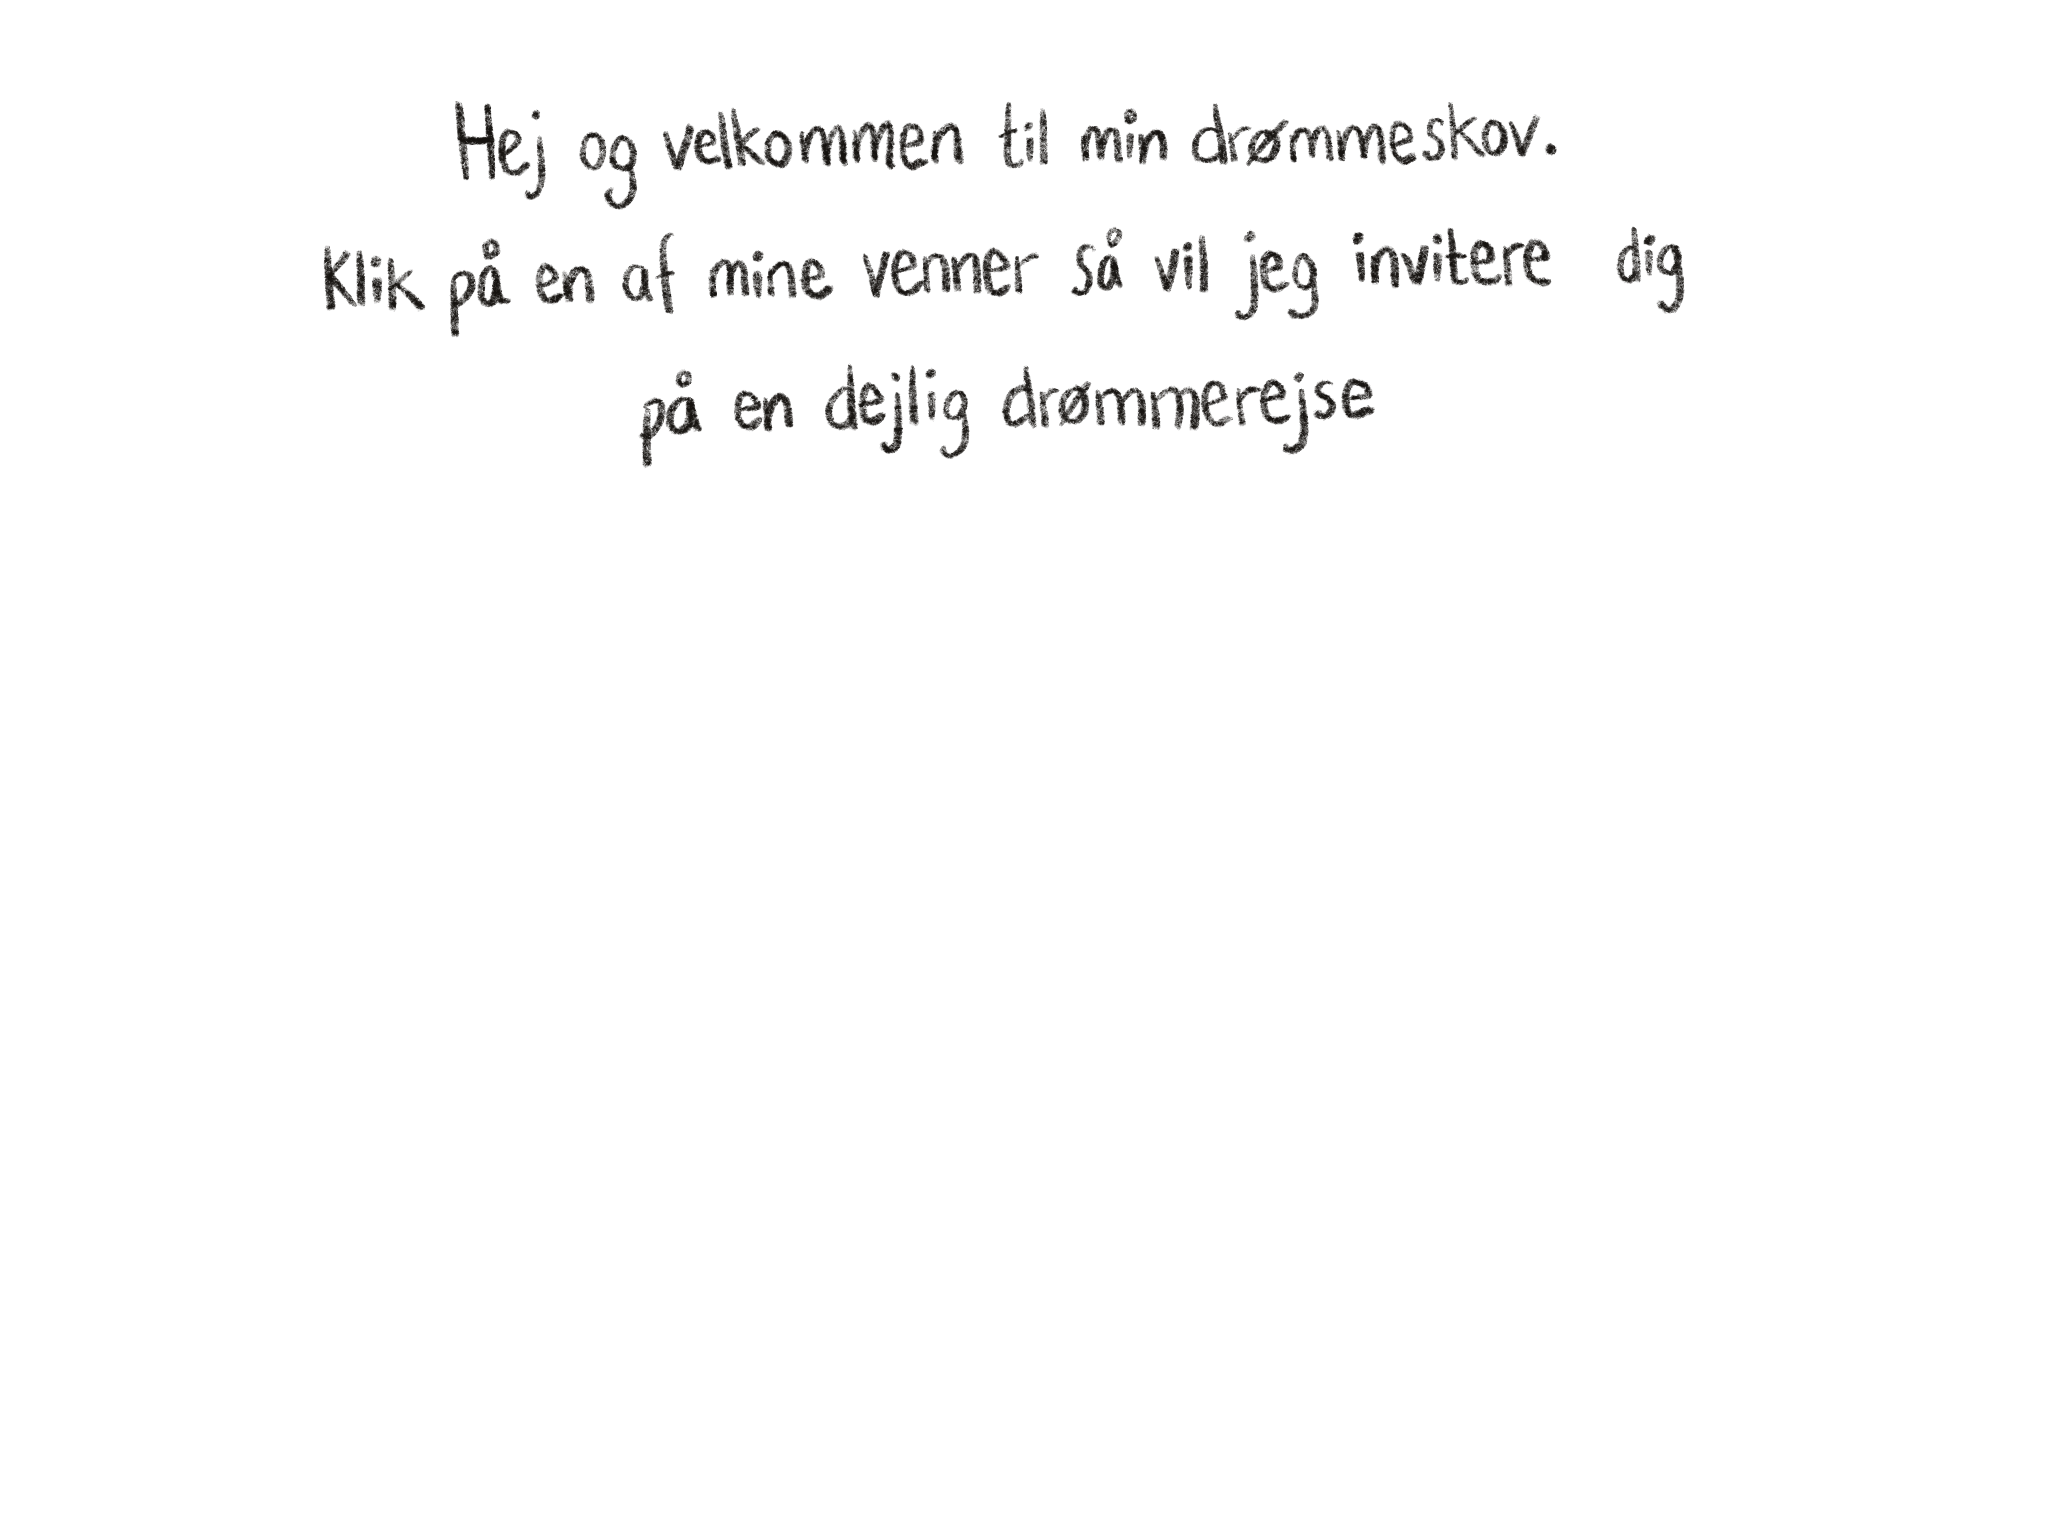 Hej og velkommen til min drømmeskov.
Klik på en af mine venner så vil jeg invitere dig
på en dejlig drømmerejse